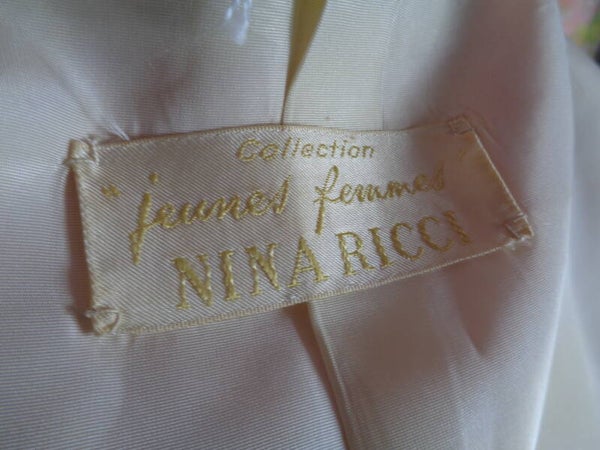 Collection
"jeunes femmes"
NINA RICCI